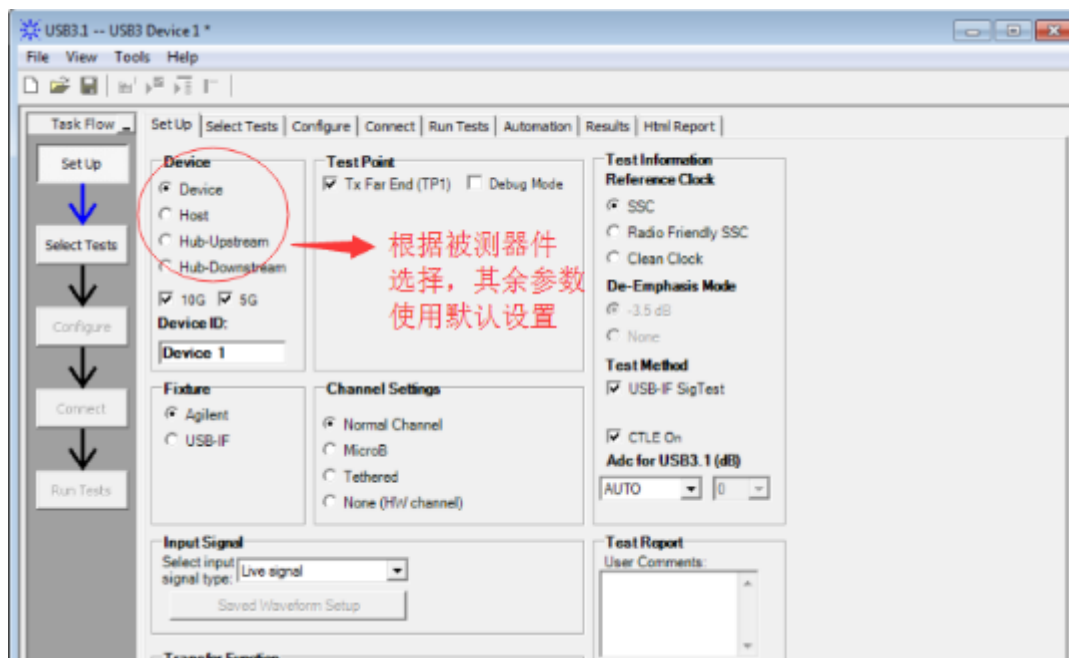 USB3.1 -- USB3 Device 1 *
File View Tools Help
Task Flow
Set Up
Select Tests
Configure
Connect
Run Tests
Set Up Select Tests Configure Connect Run Tests Automation Results Html Report
Device
Device
Host
Hub-Upstream
Hub-Downstream
10G 5G
Device ID:
Device 1
Test Point
Tx Far End (TP1) Debug Mode
根据被测器件
选择，其余参数
使用默认设置
Test Information
Reference Clock
SSC
Radio Friendly SSC
Clean Clock
De-Emphasis Mode
-3.5 dB
None
Test Method
USB-IF SigTest
CTLE On
Adc for USB3.1 (dB)
AUTO 0
Fixture
Agilent
USB-IF
Channel Settings
Normal Channel
MicroB
Tethered
None (HW channel)
Input Signal
Select input
signal type: Live signal
Saved Waveform Setup
Test Report
User Comments:
Transfer Function